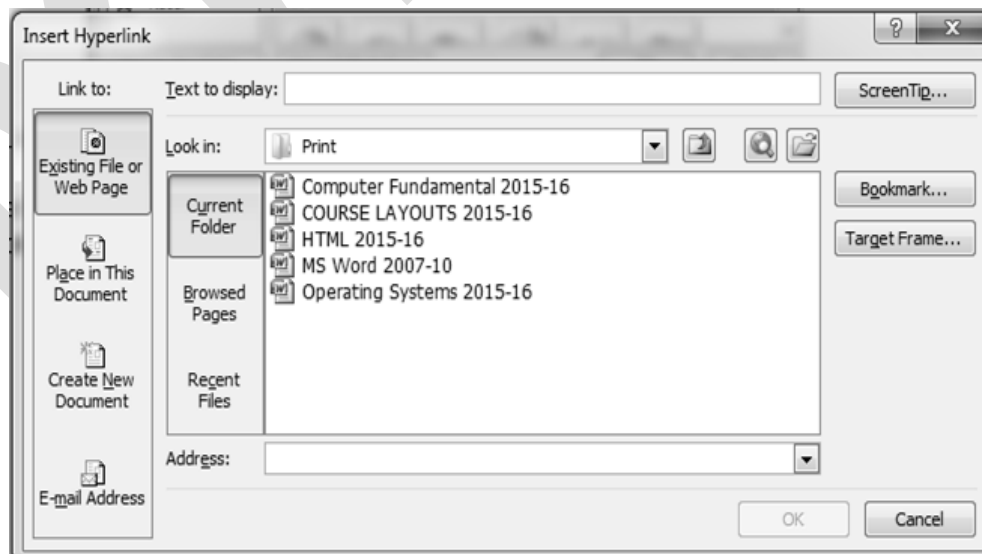 Insert Hyperlink
Link to:
Text to display:
ScreenTip...
Existing File or
Web Page
Look in:
Print
Current
Folder
Computer Fundamental 2015-16
COURSE LAYOUTS 2015-16
HTML 2015-16
MS Word 2007-10
Operating Systems 2015-16
Bookmark...
Target Frame...
Place in This
Document
Browsed
Pages
Create New
Document
Recent
Files
E-mail Address
Address:
OK
Cancel